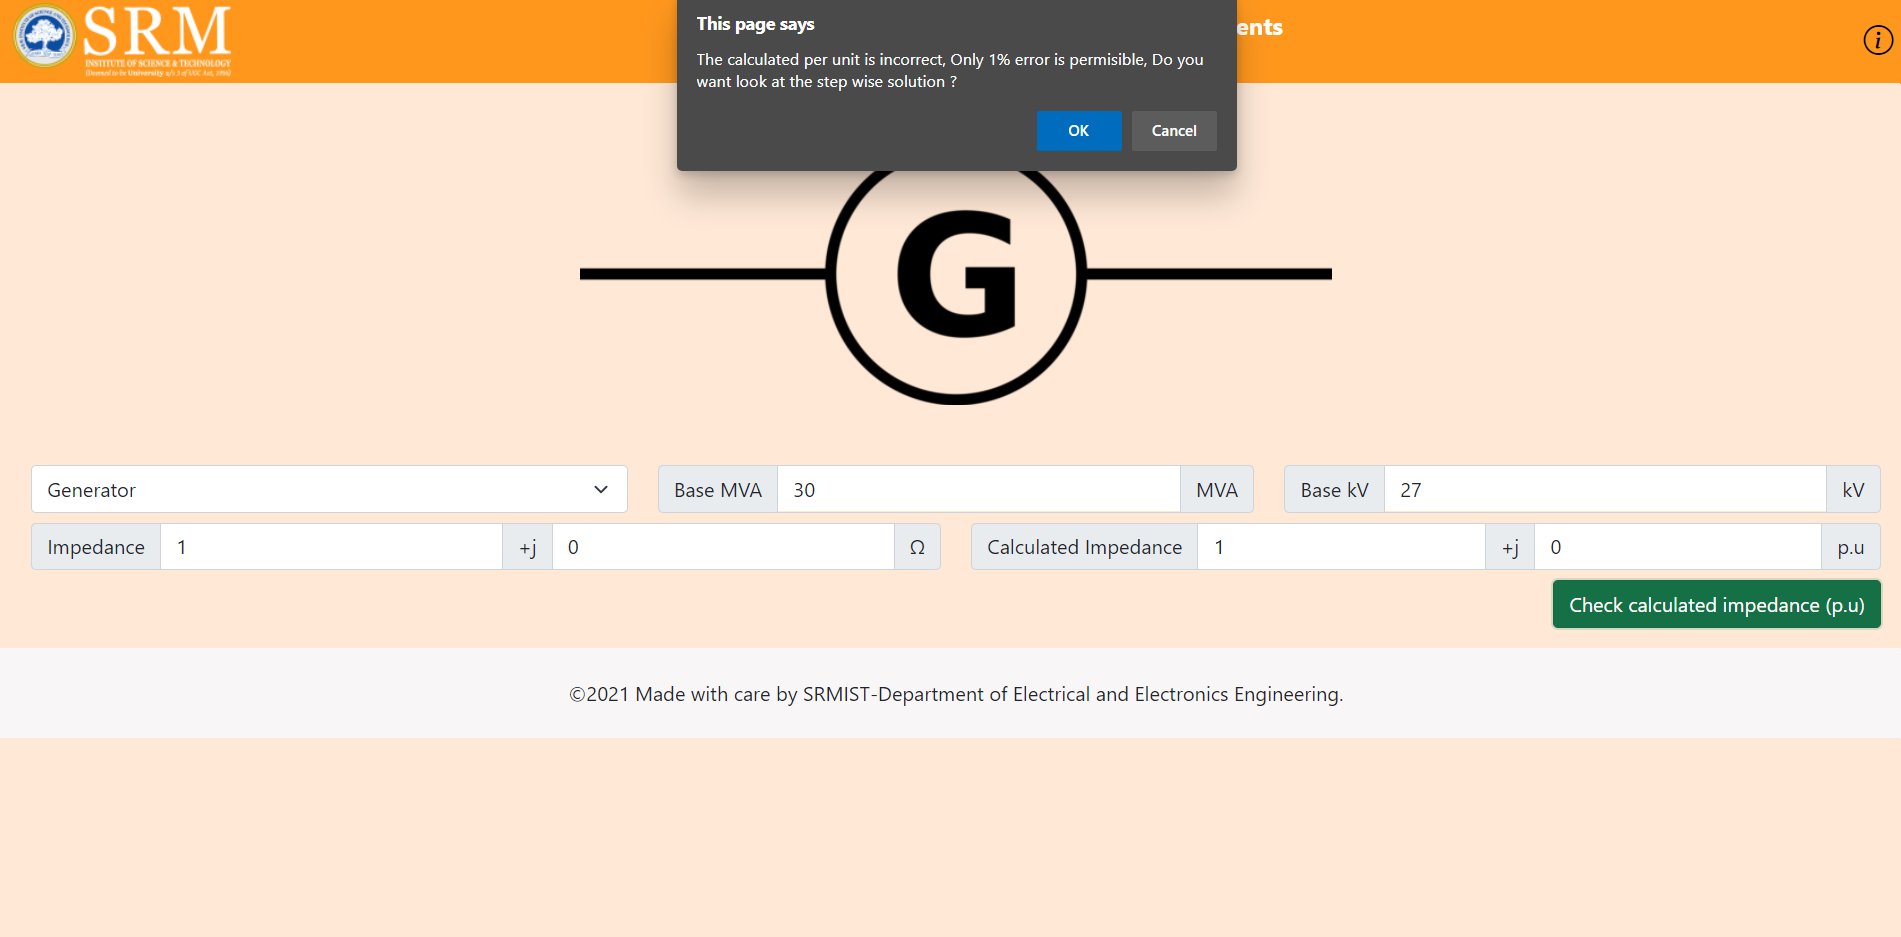 SRM
INSTITUTE OF SCIENCE & TECHNOLOGY
(Deemed to be University u/s 3 of UGC Act, 1956)
ents
i
This page says
The calculated per unit is incorrect, Only 1% error is permisible, Do you
want look at the step wise solution ?
OK Cancel
G
Generator Base MVA 30 MVA Base kV 27 kV
Impedance 1 +j 0 Ω Calculated Impedance 1 +j 0 p.u
Check calculated impedance (p.u)
©2021 Made with care by SRMIST-Department of Electrical and Electronics Engineering.